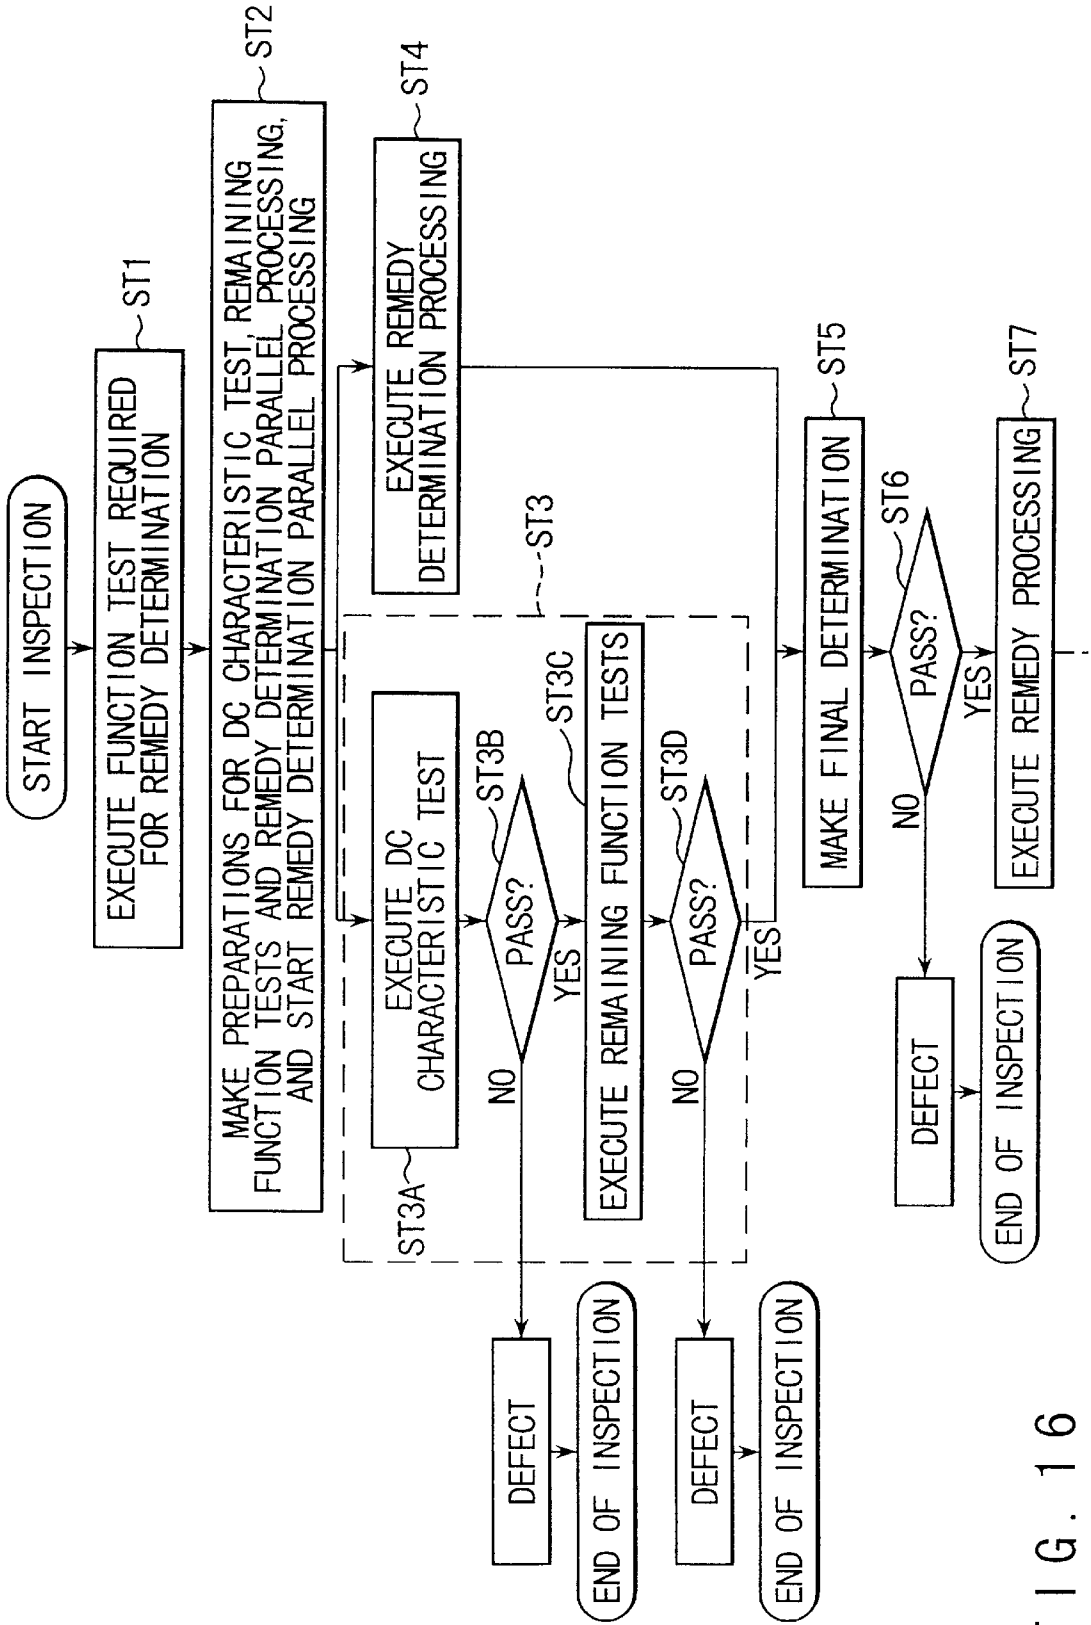 START INSPECTION
EXECUTE FUNCTION TEST REQUIRED
FOR REMEDY DETERMINATION
ST1
MAKE PREPARATIONS FOR DC CHARACTERISTIC TEST, REMAINING
FUNCTION TESTS AND REMEDY DETERMINATION PARALLEL PROCESSING,
AND START REMEDY DETERMINATION PARALLEL PROCESSING
ST2
ST3A
EXECUTE DC
CHARACTERISTIC TEST
EXECUTE REMEDY
DETERMINATION PROCESSING
ST4
ST3
NO
PASS?
ST3B
YES
DEFECT
END OF INSPECTION
EXECUTE REMAINING FUNCTION TESTS
ST3C
NO
PASS?
ST3D
YES
DEFECT
END OF INSPECTION
MAKE FINAL DETERMINATION
ST5
NO
PASS?
ST6
YES
DEFECT
END OF INSPECTION
EXECUTE REMEDY PROCESSING
ST7
IG. 16